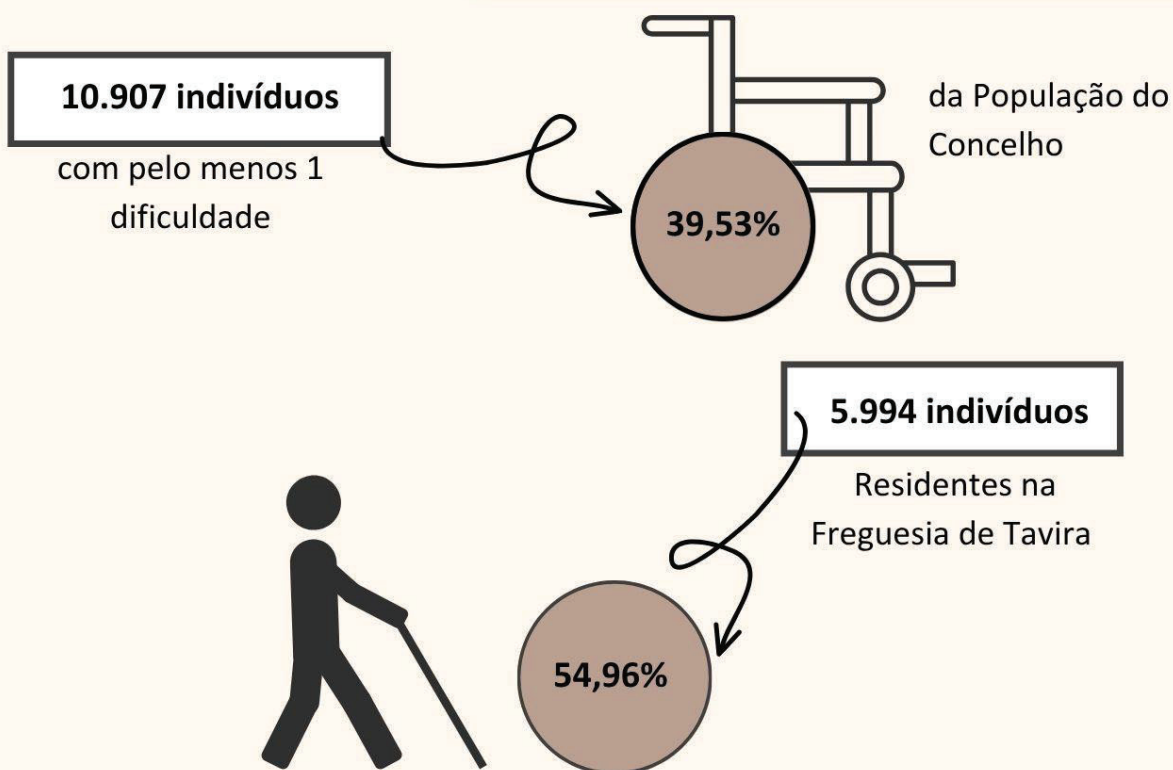 10.907 indivíduos
com pelo menos 1
dificuldade
39,53%
da População do
Concelho
5.994 indivíduos
Residentes na
Freguesia de Tavira
54,96%